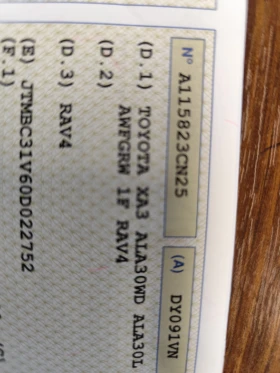 N° A115823CN25 (A) DY091VN
(D.1) TOYOTA XA3 ALA30WD ALA30L
AWFGRW 1F RAV4
(D.2)
(D.3) RAV4
(E) JTMBC31V60D022752
(F.1)